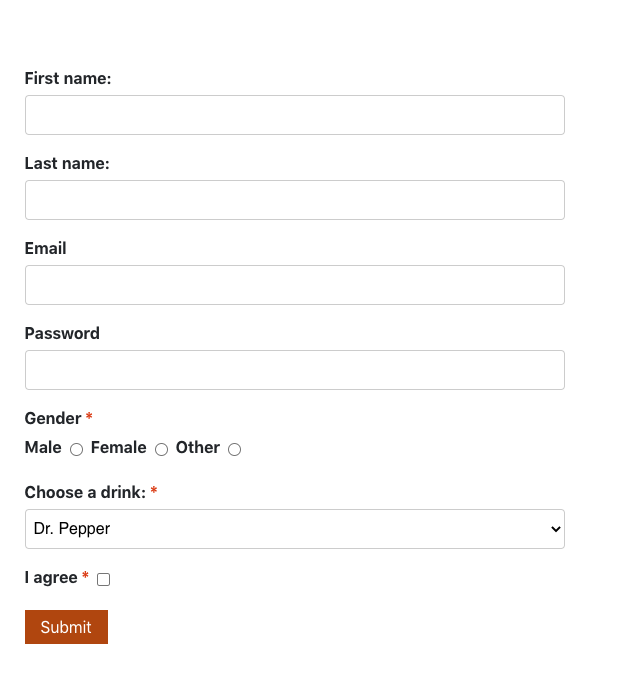 First name:
Last name:
Email
Password
Gender *
Male Female Other
Choose a drink: *
Dr. Pepper
I agree *
Submit